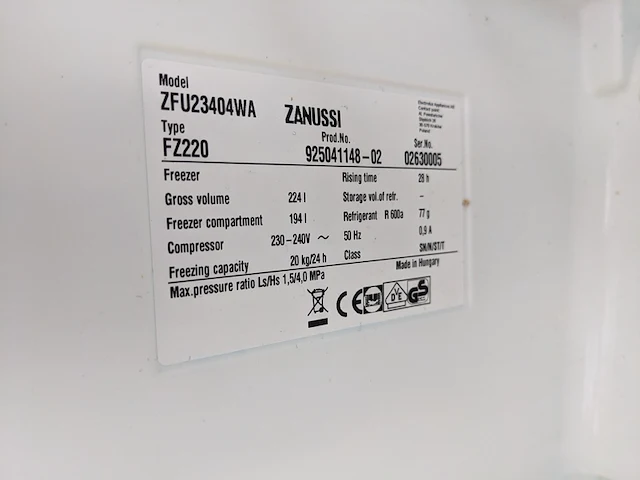 Model
ZFU23404WA
ZANUSSI
Type
FZ220
Prod.No.
925041148-02
Ser.No.
02630005
Freezer
Rising time 28 h
Gross volume 224 l
Storage vol.of refr. –
Freezer compartment 194 l
Refrigerant R 600a 77 g
Compressor 230-240V ~ 50 Hz 0,9 A
Freezing capacity 20 kg/24 h
Class SN/N/ST/T
Max.pressure ratio Ls/Hs 1,5/4,0 MPa
Made in Hungary
CE
DVE
GS